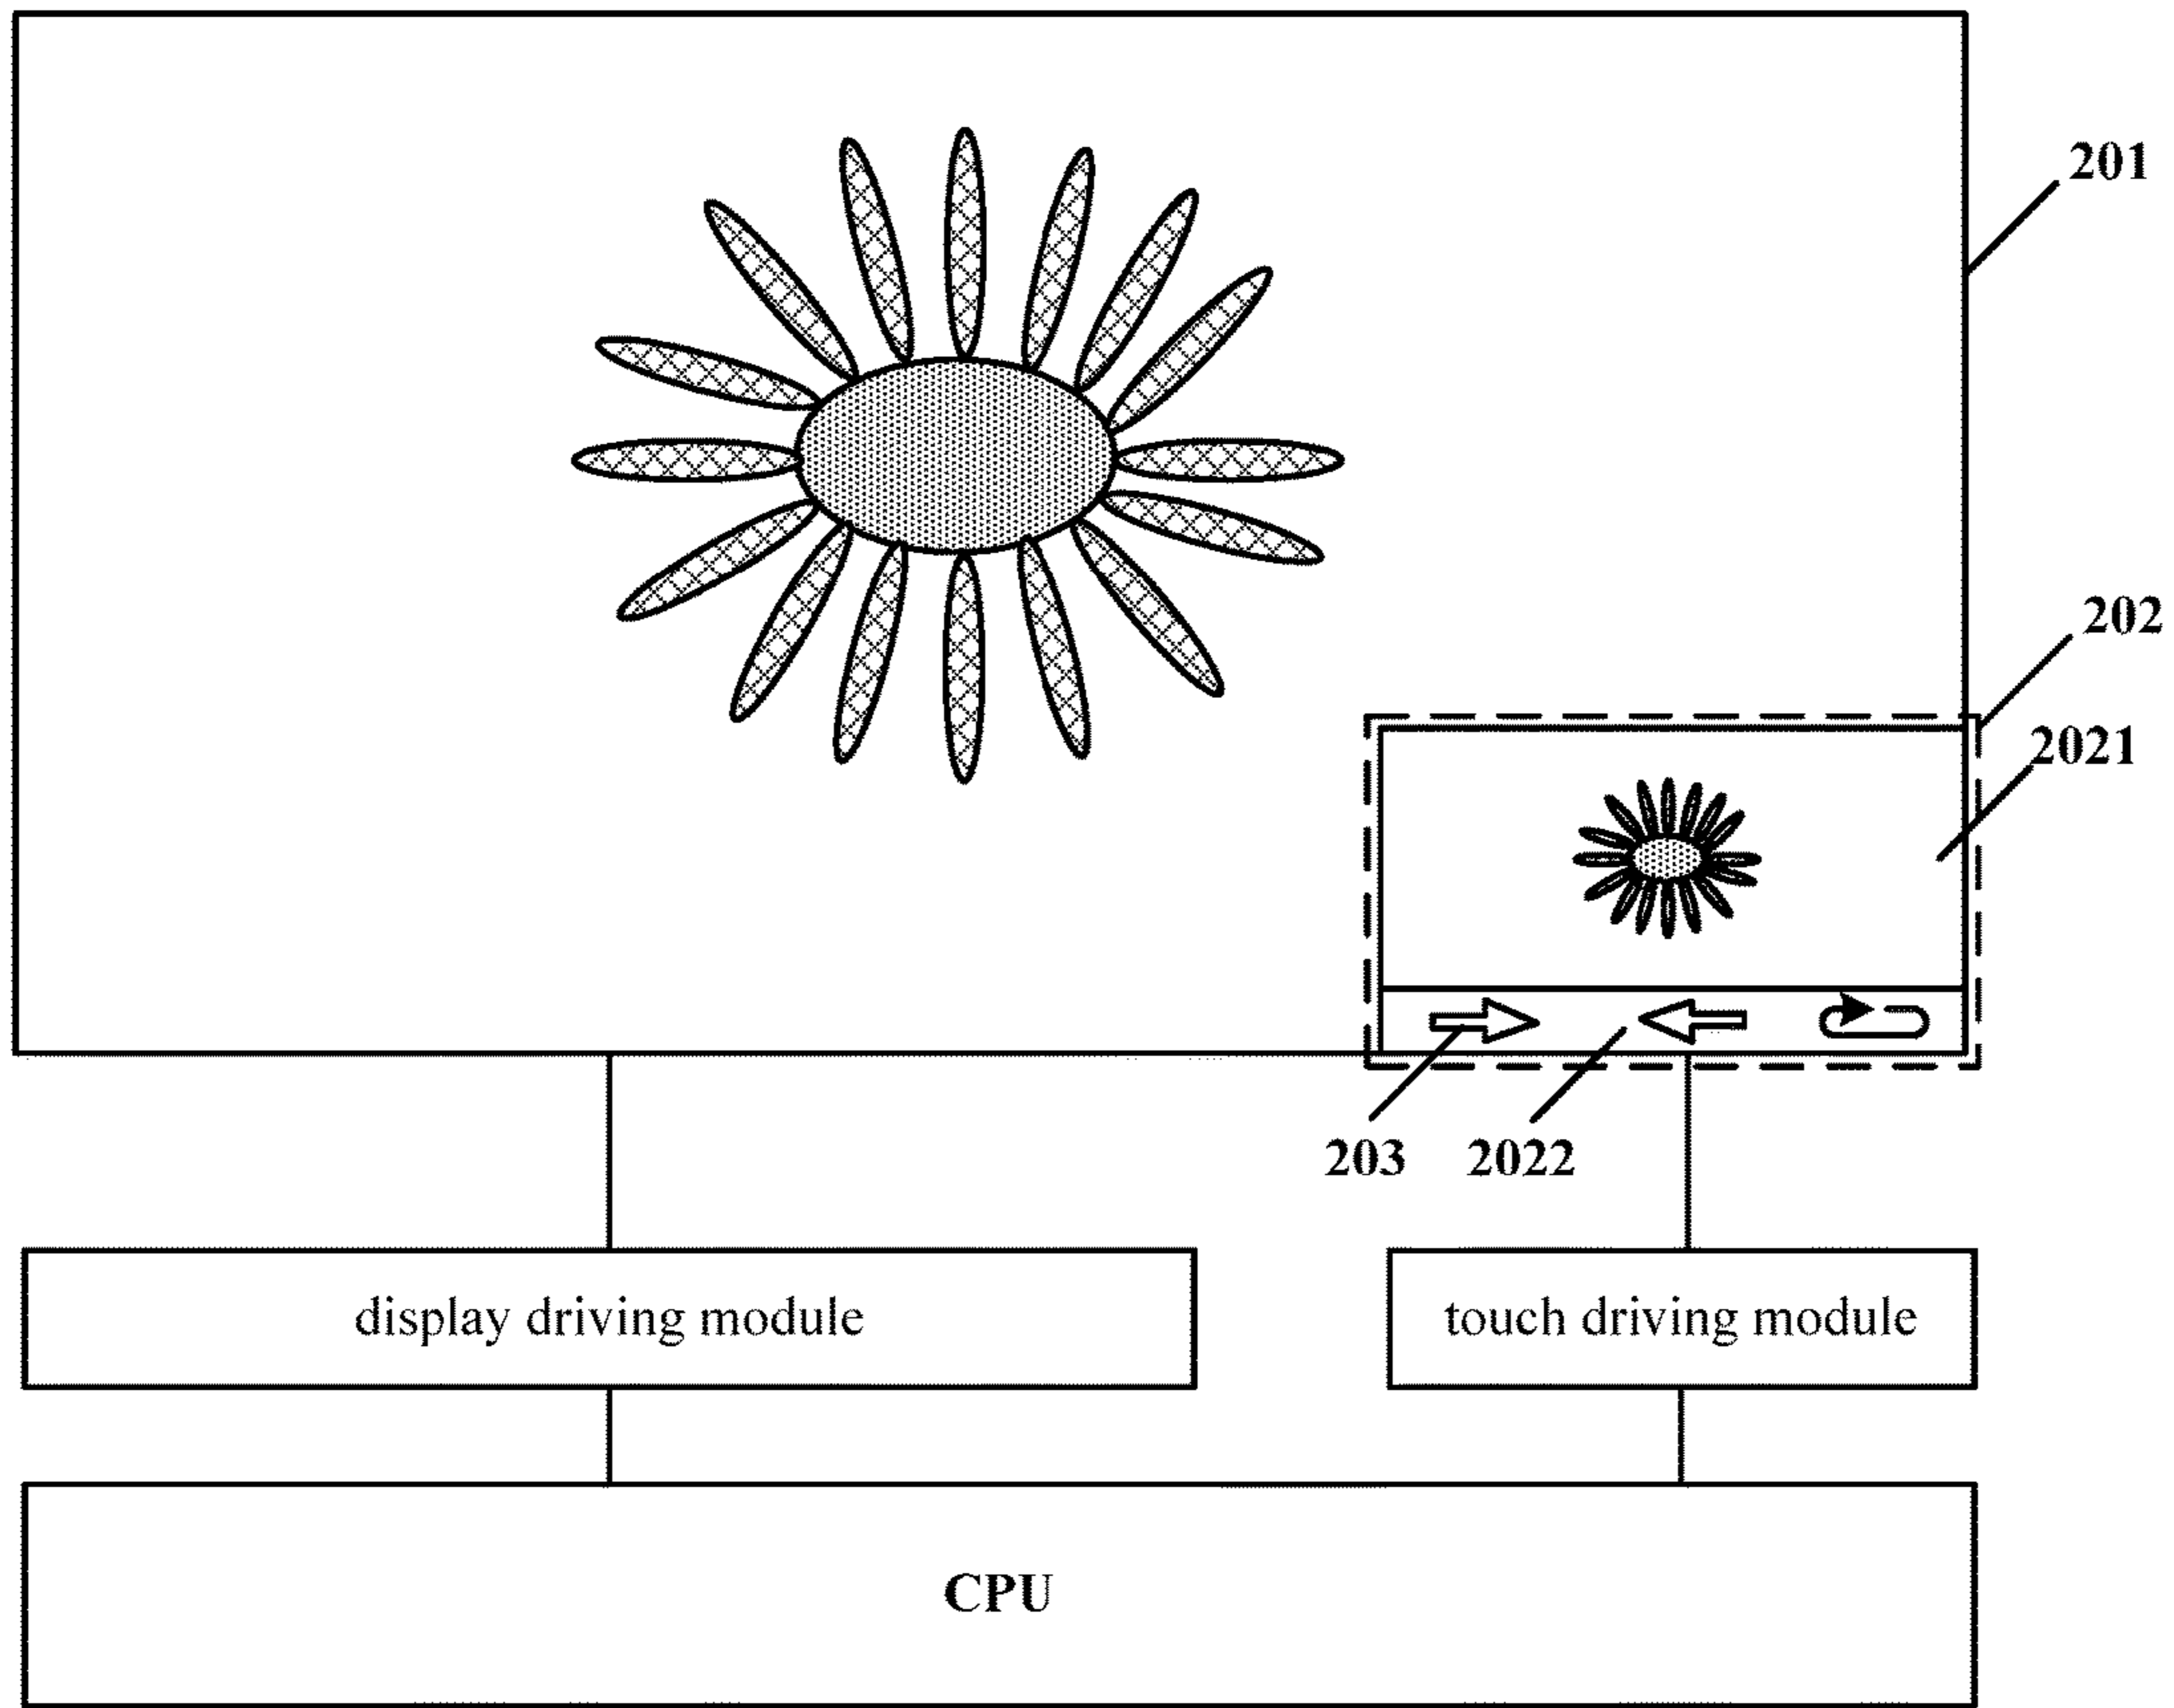 201
202
2021
203
2022
display driving module
touch driving module
CPU